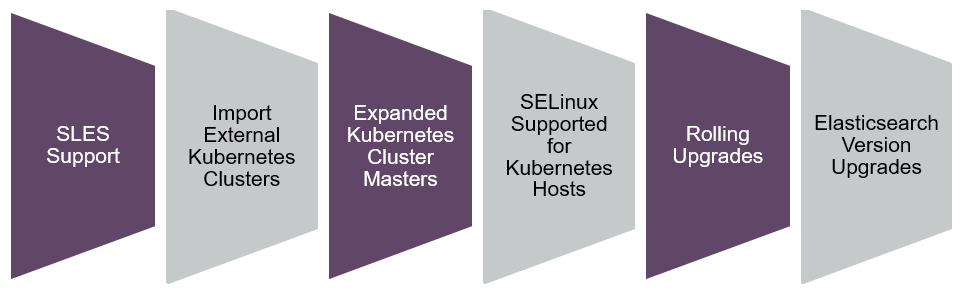 SLES
Support
Import
External
Kubernetes
Clusters
Expanded
Kubernetes
Cluster
Masters
SELinux
Supported
for
Kubernetes
Hosts
Rolling
Upgrades
Elasticsearch
Version
Upgrades